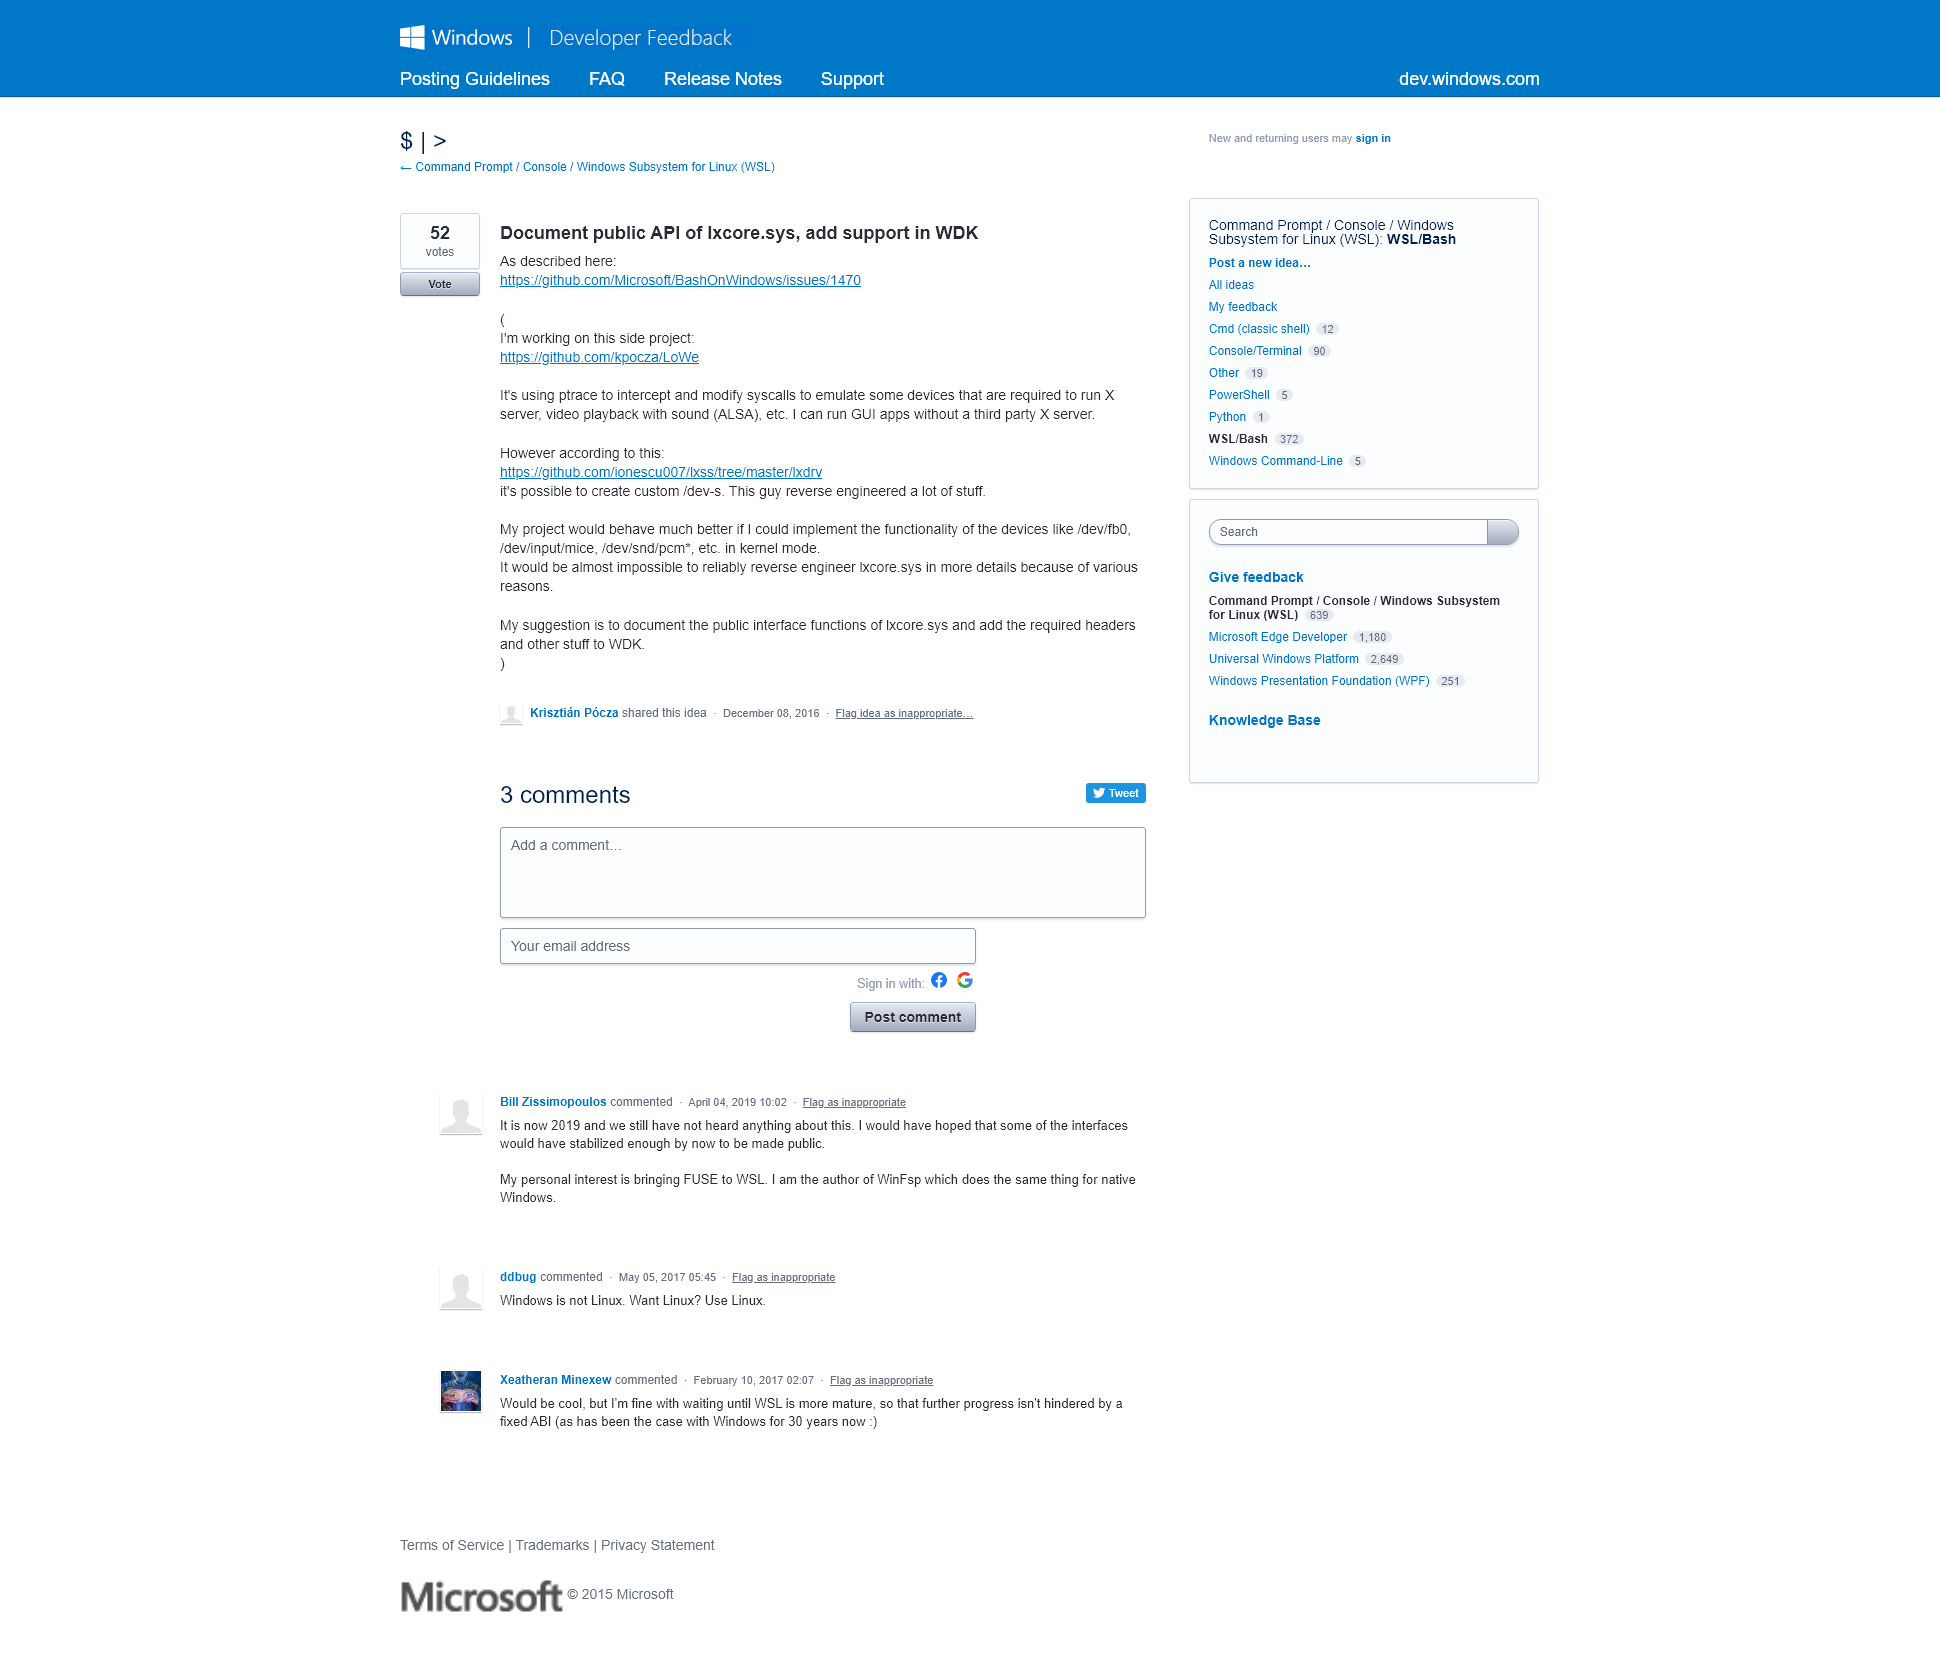 Windows | Developer Feedback
Posting Guidelines FAQ Release Notes Support dev.windows.com
$ | >
← Command Prompt / Console / Windows Subsystem for Linux (WSL)
New and returning users may sign in
52
votes
Vote
Document public API of lxcore.sys, add support in WDK
As described here:
https://github.com/Microsoft/BashOnWindows/issues/1470
(
I'm working on this side project:
https://github.com/kpocza/LoWe
It's using ptrace to intercept and modify syscalls to emulate some devices that are required to run X
server, video playback with sound (ALSA), etc. I can run GUI apps without a third party X server.
However according to this:
https://github.com/ionescu007/lxss/tree/master/lxdrv
it's possible to create custom /dev-s. This guy reverse engineered a lot of stuff.
My project would behave much better if I could implement the functionality of the devices like /dev/fb0,
/dev/input/mice, /dev/snd/pcm*, etc. in kernel mode.
It would be almost impossible to reliably reverse engineer lxcore.sys in more details because of various
reasons.
My suggestion is to document the public interface functions of lxcore.sys and add the required headers
and other stuff to WDK.
)
Krisztián Pócza shared this idea · December 08, 2016 · Flag idea as inappropriate…
3 comments
Tweet
Add a comment…
Your email address
Sign in with:
Post comment
Bill Zissimopoulos commented · April 04, 2019 10:02 · Flag as inappropriate
It is now 2019 and we still have not heard anything about this. I would have hoped that some of the interfaces
would have stabilized enough by now to be made public.
My personal interest is bringing FUSE to WSL. I am the author of WinFsp which does the same thing for native
Windows.
ddbug commented · May 05, 2017 05:45 · Flag as inappropriate
Windows is not Linux. Want Linux? Use Linux.
Xeatheran Minexew commented · February 10, 2017 02:07 · Flag as inappropriate
Would be cool, but I'm fine with waiting until WSL is more mature, so that further progress isn't hindered by a
fixed ABI (as has been the case with Windows for 30 years now :)
Command Prompt / Console / Windows
Subsystem for Linux (WSL): WSL/Bash
Post a new idea…
All ideas
My feedback
Cmd (classic shell) 12
Console/Terminal 90
Other 19
PowerShell 5
Python 1
WSL/Bash 372
Windows Command-Line 5
Search
Give feedback
Command Prompt / Console / Windows Subsystem
for Linux (WSL) 639
Microsoft Edge Developer 1,180
Universal Windows Platform 2,649
Windows Presentation Foundation (WPF) 251
Knowledge Base
Terms of Service | Trademarks | Privacy Statement
Microsoft © 2015 Microsoft